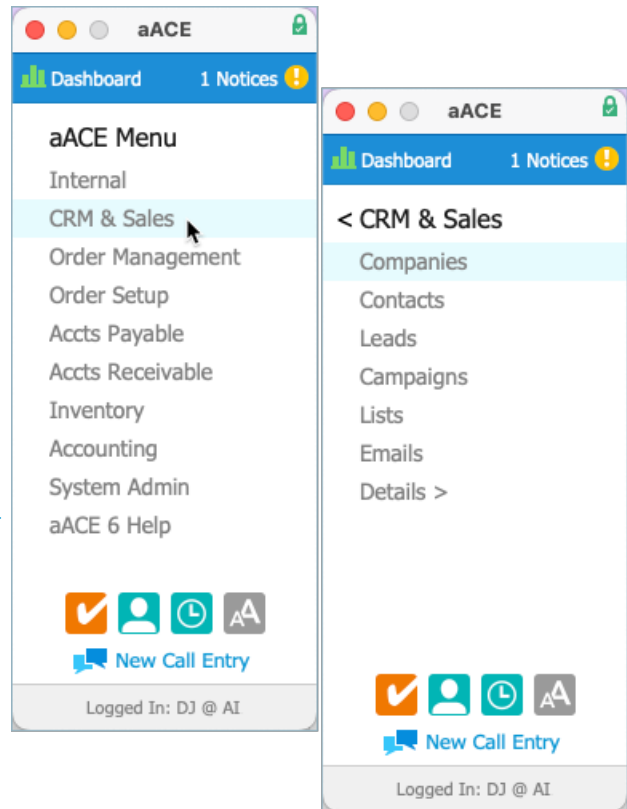 aACE
Dashboard 1 Notices !
aACE Menu
Internal
CRM & Sales
Order Management
Order Setup
Accts Payable
Accts Receivable
Inventory
Accounting
System Admin
aACE 6 Help
AA
New Call Entry
Logged In: DJ @ AI
aACE
Dashboard 1 Notices !
< CRM & Sales
Companies
Contacts
Leads
Campaigns
Lists
Emails
Details >
AA
New Call Entry
Logged In: DJ @ AI